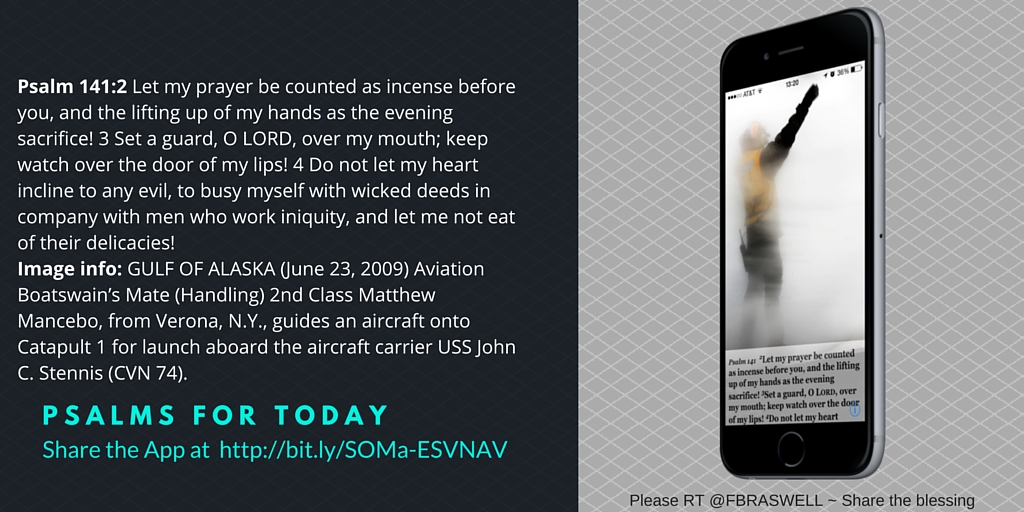 Psalm 141:2 Let my prayer be counted as incense before
you, and the lifting up of my hands as the evening
sacrifice! 3 Set a guard, O LORD, over my mouth; keep
watch over the door of my lips! 4 Do not let my heart
incline to any evil, to busy myself with wicked deeds in
company with men who work iniquity, and let me not eat
of their delicacies!
Image info: GULF OF ALASKA (June 23, 2009) Aviation
Boatswain’s Mate (Handling) 2nd Class Matthew
Mancebo, from Verona, N.Y., guides an aircraft onto
Catapult 1 for launch aboard the aircraft carrier USS John
C. Stennis (CVN 74).
PSALMS FOR TODAY
Share the App at http://bit.ly/SOMa-ESVNAV
AT&T 13:20 36%
Psalm 141 ²Let my prayer be counted
as incense before you, and the lifting
up of my hands as the evening
sacrifice! ³Set a guard, O LORD, over
my mouth; keep watch over the door
of my lips! ⁴Do not let my heart
Please RT @FBRASWELL ~ Share the blessing